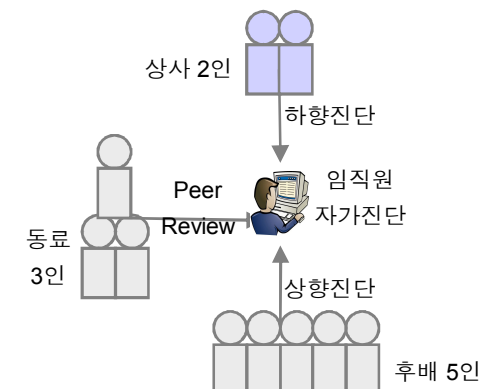 상사 2인
하향진단
임직원
자가진단
Peer
Review
동료
3인
상향진단
후배 5인